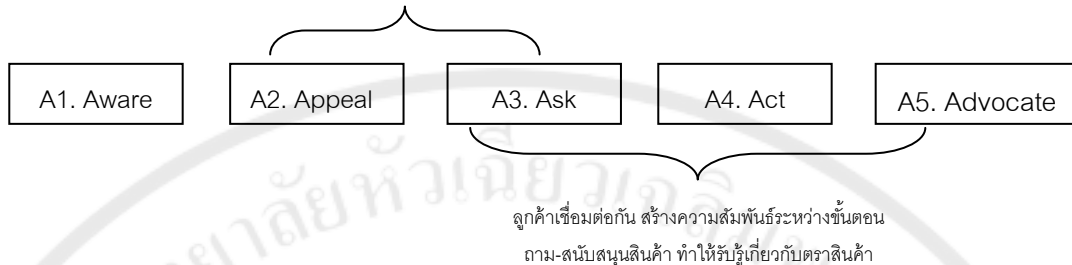 A1. Aware A2. Appeal A3. Ask A4. Act A5. Advocate
ลูกค้าเชื่อมต่อกัน สร้างความสัมพันธ์ระหว่างขั้นตอน
ถาม-สนับสนุนสินค้า ทำให้รับรู้เกี่ยวกับตราสินค้า